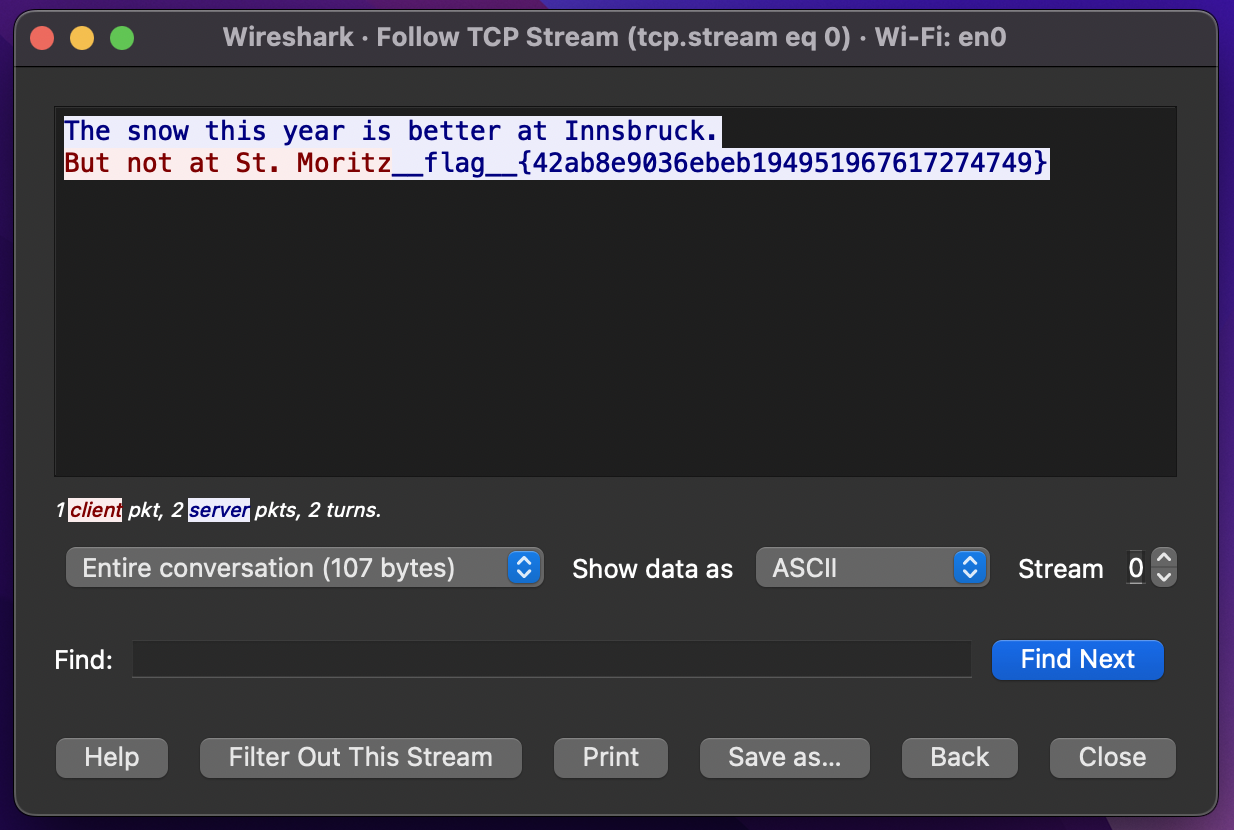 Wireshark · Follow TCP Stream (tcp.stream eq 0) · Wi-Fi: en0
The snow this year is better at Innsbruck.
But not at St. Moritz__flag__{42ab8e9036ebeb194951967617274749}
1 client pkt, 2 server pkts, 2 turns.
Entire conversation (107 bytes) Show data as ASCII Stream 0
Find: Find Next
Help Filter Out This Stream Print Save as… Back Close